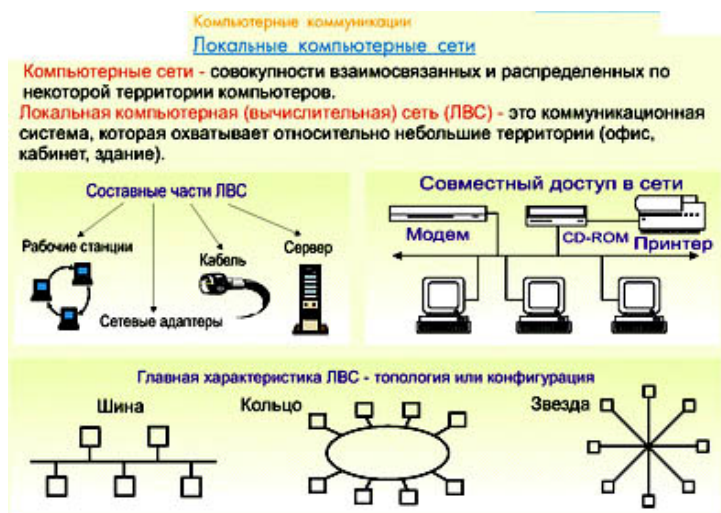 Компьютерные коммуникации
Локальные компьютерные сети
Компьютерные сети - совокупности взаимосвязанных и распределенных по
некоторой территории компьютеров.
Локальная компьютерная (вычислительная) сеть (ЛВС) - это коммуникационная
система, которая охватывает относительно небольшие территории (офис,
кабинет, здание).
Составные части ЛВС
Рабочие станции
Кабель
Сервер
Сетевые адаптеры
Совместный доступ в сети
Модем
CD-ROM
Принтер
Главная характеристика ЛВС - топология или конфигурация
Шина
Кольцо
Звезда